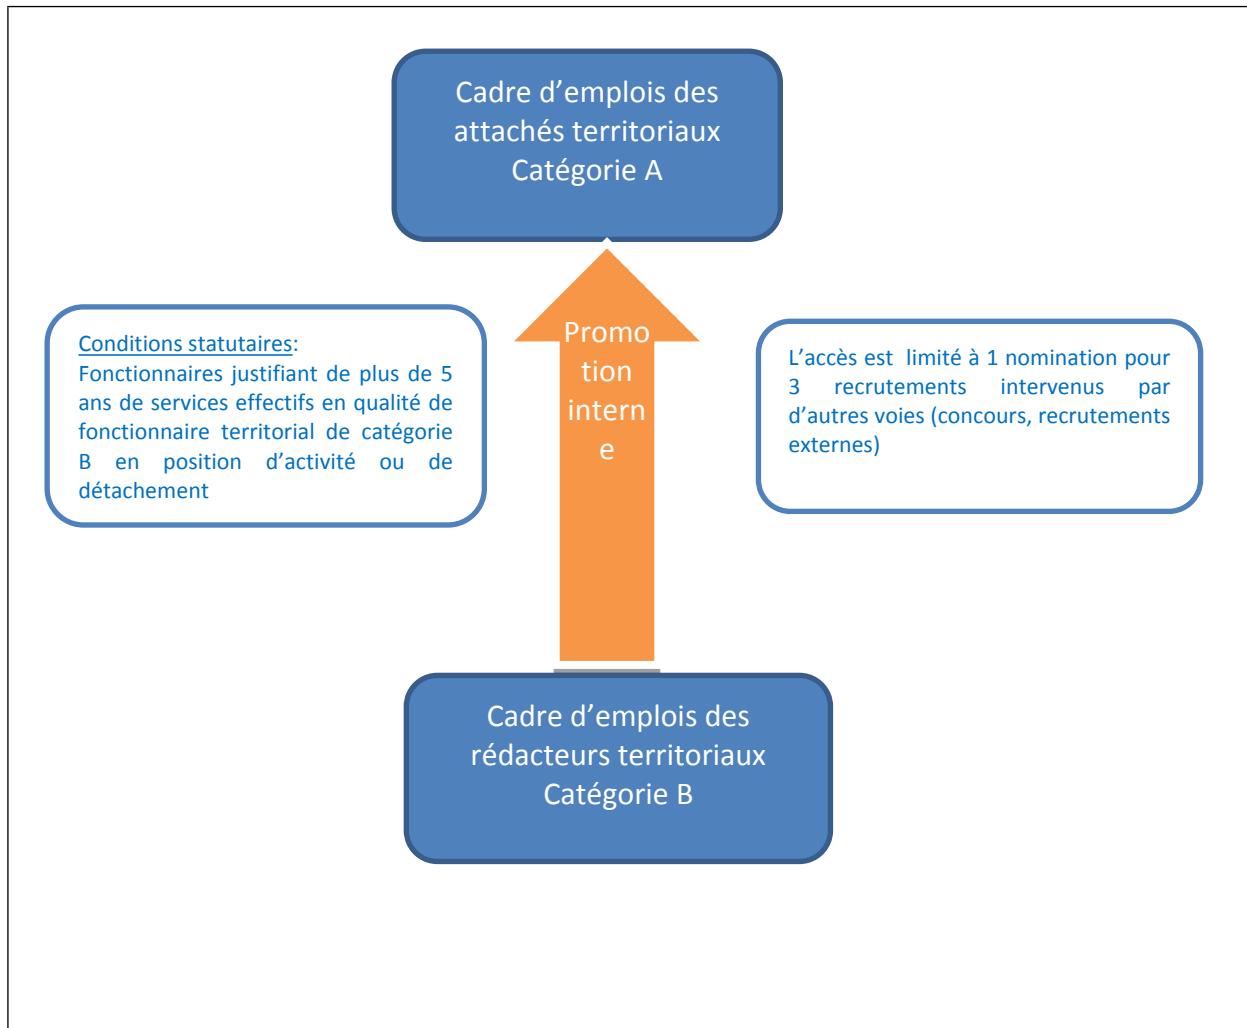 Cadre d’emplois des
attachés territoriaux
Catégorie A
Conditions statutaires:
Fonctionnaires justifiant de plus de 5
ans de services effectifs en qualité de
fonctionnaire territorial de catégorie
B en position d’activité ou de
détachement
Promo
tion
intern
e
L’accès est limité à 1 nomination pour
3 recrutements intervenus par
d’autres voies (concours, recrutements
externes)
Cadre d’emplois des
rédacteurs territoriaux
Catégorie B